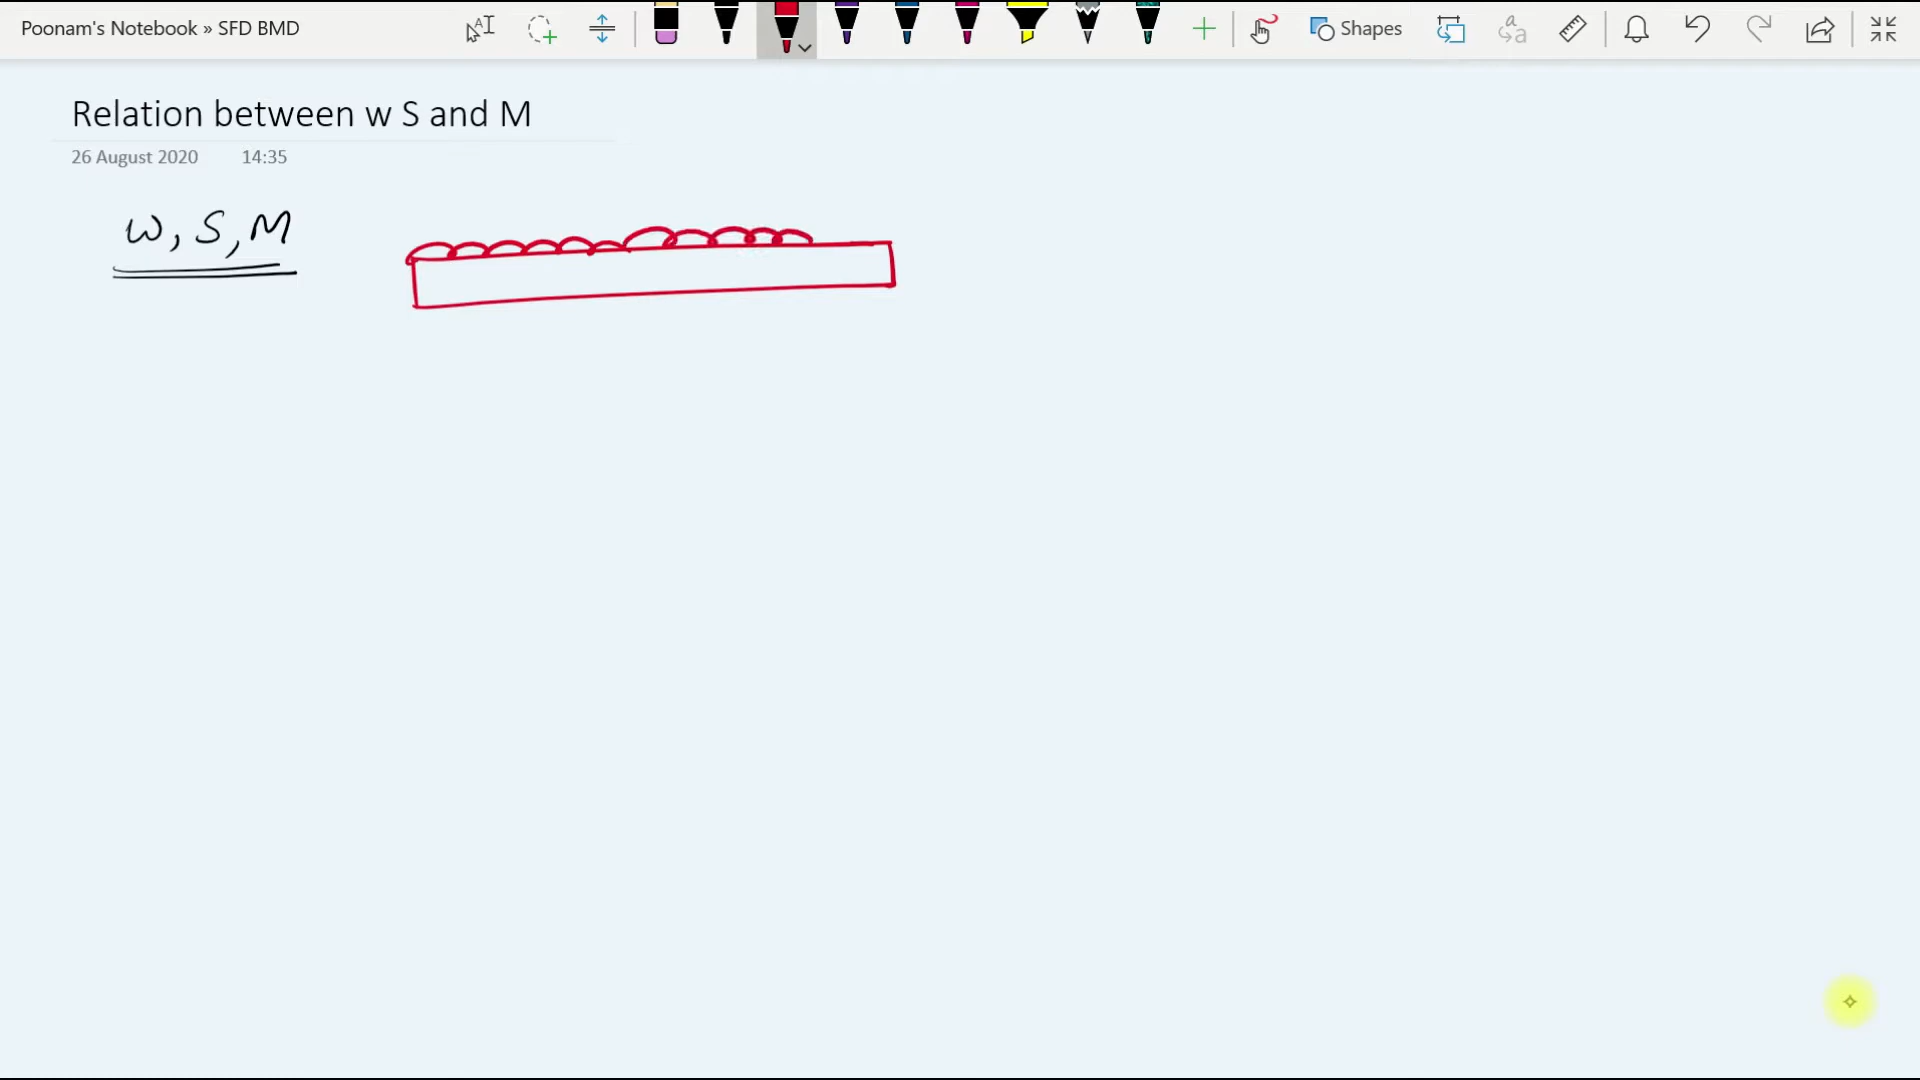 Poonam's Notebook » SFD BMD
Shapes
Relation between w S and M
26 August 2020 14:35
w, S, M